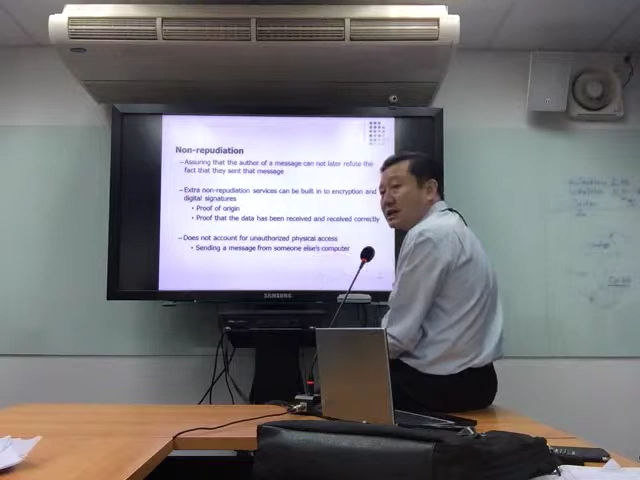 Non-repudiation
–Assuring that the author of a message can not later refute the
fact that they sent that message
–Extra non-repudiation services can be built in to encryption and
digital signatures
• Proof of origin
• Proof that the data has been received and received correctly
–Does not account for unauthorized physical access
• Sending a message from someone else's computer
SAMSUNG